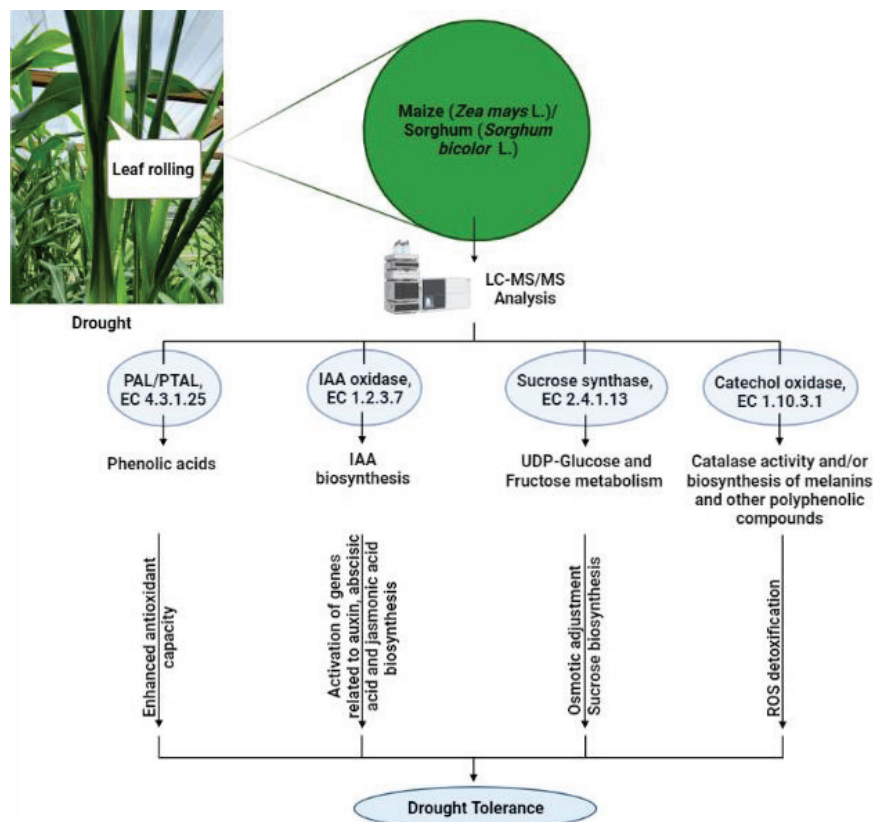 Maize (Zea mays L.)/
Sorghum (Sorghum
bicolor L.)
Leaf rolling
LC-MS/MS
Analysis
Drought
PAL/PTAL,
EC 4.3.1.25
IAA oxidase,
EC 1.2.3.7
Sucrose synthase,
EC 2.4.1.13
Catechol oxidase,
EC 1.10.3.1
Phenolic acids
IAA
biosynthesis
UDP-Glucose and
Fructose metabolism
Catalase activity and/or
biosynthesis of melanins
and other polyphenolic
compounds
Enhanced antioxidant
capacity
Activation of genes
related to auxin, abscisic
acid and jasmonic acid
biosynthesis
Osmotic adjustment
Sucrose biosynthesis
ROS detoxification
Drought Tolerance